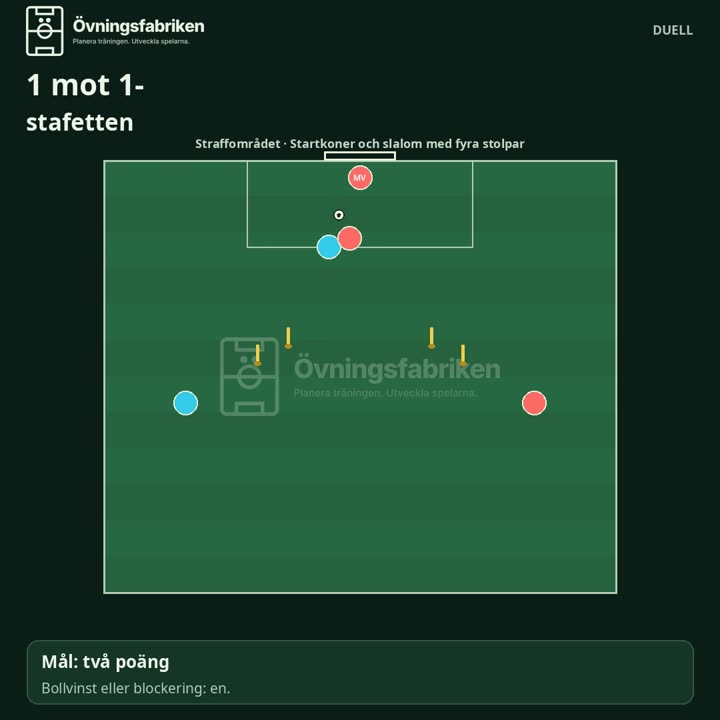 Övningsfabriken
Planera träningen. Utveckla spelarna.
DUELL
1 mot 1-
stafetten
Straffområdet · Startkoner och slalom med fyra stolpar
MV
Övningsfabriken
Planera träningen. Utveckla spelarna.
Mål: två poäng
Bollvinst eller blockering: en.